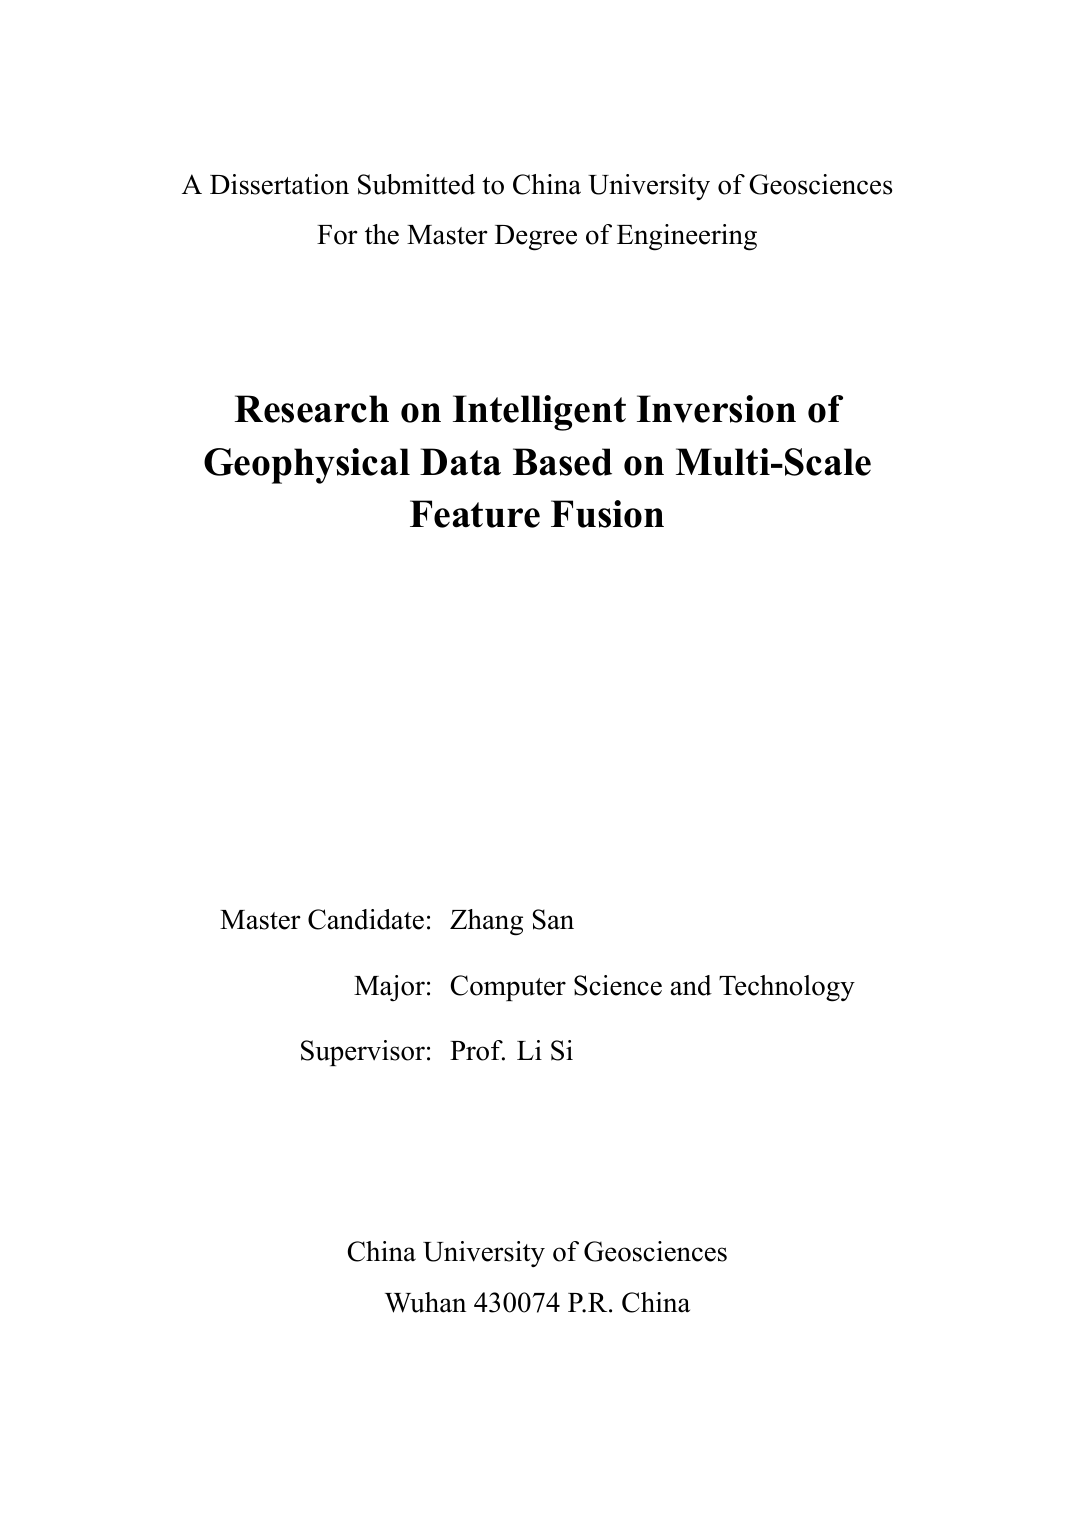 A Dissertation Submitted to China University of Geosciences
For the Master Degree of Engineering
Research on Intelligent Inversion of
Geophysical Data Based on Multi-Scale
Feature Fusion
Master Candidate: Zhang San
Major: Computer Science and Technology
Supervisor: Prof. Li Si
China University of Geosciences
Wuhan 430074 P.R. China